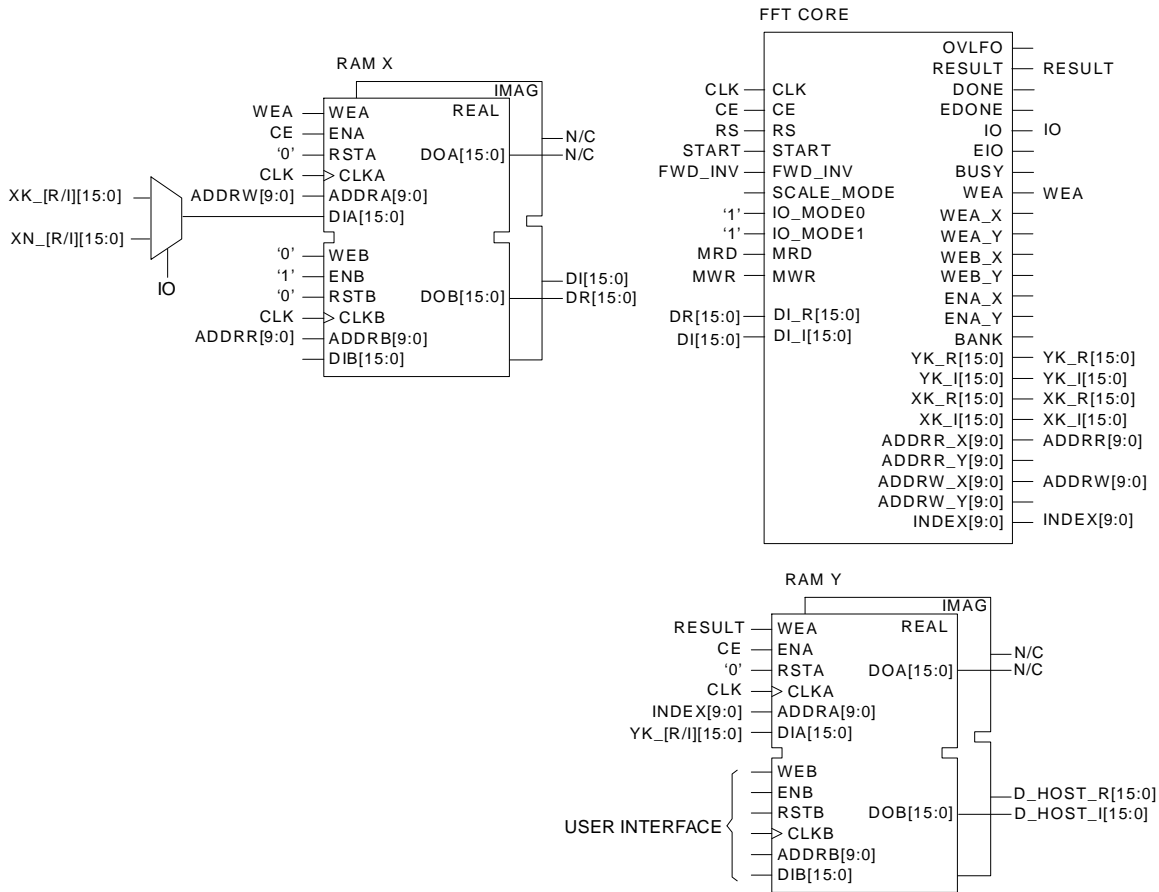 FFT CORE
OVLFO
RESULT RESULT
DONE
EDONE
IO IO
EIO
BUSY
WEA WEA
WEA_X
WEA_Y
WEB_X
WEB_Y
ENA_X
ENA_Y
BANK
YK_R[15:0] YK_R[15:0]
YK_I[15:0] YK_I[15:0]
XK_R[15:0] XK_R[15:0]
XK_I[15:0] XK_I[15:0]
ADDRR_X[9:0] ADDRR[9:0]
ADDRR_Y[9:0]
ADDRW_X[9:0] ADDRW[9:0]
ADDRW_Y[9:0]
INDEX[9:0] INDEX[9:0]
CLK CLK
CE CE
RS RS
START START
FWD_INV FWD_INV
SCALE_MODE
'1' IO_MODE0
'1' IO_MODE1
MRD MRD
MWR MWR
DR[15:0] DI_R[15:0]
DI[15:0] DI_I[15:0]
RAM X
IMAG
REAL
WEA WEA
CE ENA
'0' RSTA
CLK CLKA
ADDRW[9:0] ADDRA[9:0]
DIA[15:0]
XK_[R/I][15:0]
XN_[R/I][15:0]
IO
'0' WEB
'1' ENB
'0' RSTB
CLK CLKB
ADDRR[9:0] ADDRB[9:0]
DIB[15:0]
N/C
DOA[15:0] N/C
DI[15:0]
DOB[15:0] DR[15:0]
RAM Y
IMAG
REAL
RESULT WEA
CE ENA
'0' RSTA
CLK CLKA
INDEX[9:0] ADDRA[9:0]
YK_[R/I][15:0] DIA[15:0]
USER INTERFACE
WEB
ENB
RSTB
CLKB
ADDRB[9:0]
DIB[15:0]
N/C
DOA[15:0] N/C
D_HOST_R[15:0]
DOB[15:0] D_HOST_I[15:0]